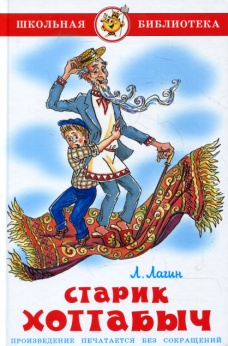 ШКОЛЬНАЯ БИБЛИОТЕКА
Л. Лагин
СТАРИК
ХОТТАБЫЧ
ПРОИЗВЕДЕНИЕ ПЕЧАТАЕТСЯ БЕЗ СОКРАЩЕНИЙ